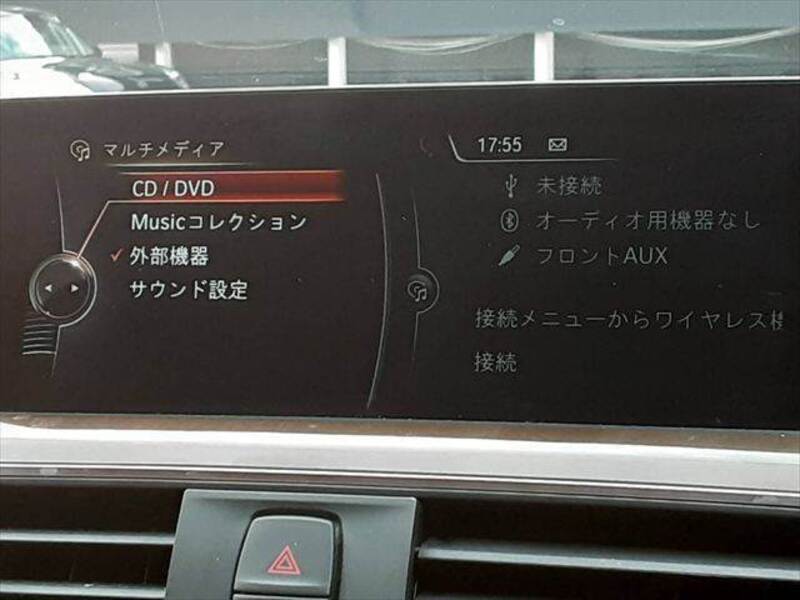 マルチメディア
CD / DVD
Musicコレクション
外部機器
サウンド設定
17:55
未接続
オーディオ用機器なし
フロントAUX
接続メニューからワイヤレス
接続